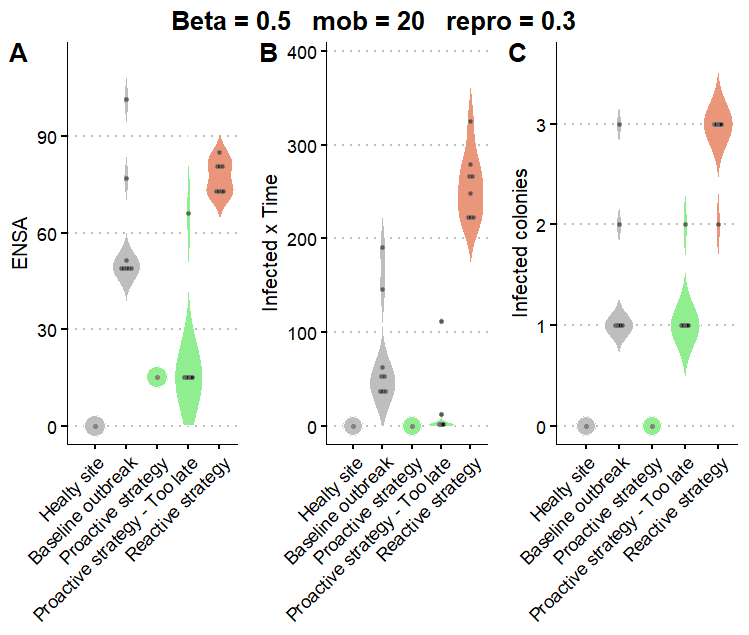 Beta = 0.5   mob = 20   repro = 0.3
A
ENSA
90
60
30
0
Healty site
Baseline outbreak
Proactive strategy
Proactive strategy - Too late
Reactive strategy
B
Infected x Time
400
300
200
100
0
Healty site
Baseline outbreak
Proactive strategy
Proactive strategy - Too late
Reactive strategy
C
Infected colonies
3
2
1
0
Healty site
Baseline outbreak
Proactive strategy
Proactive strategy - Too late
Reactive strategy